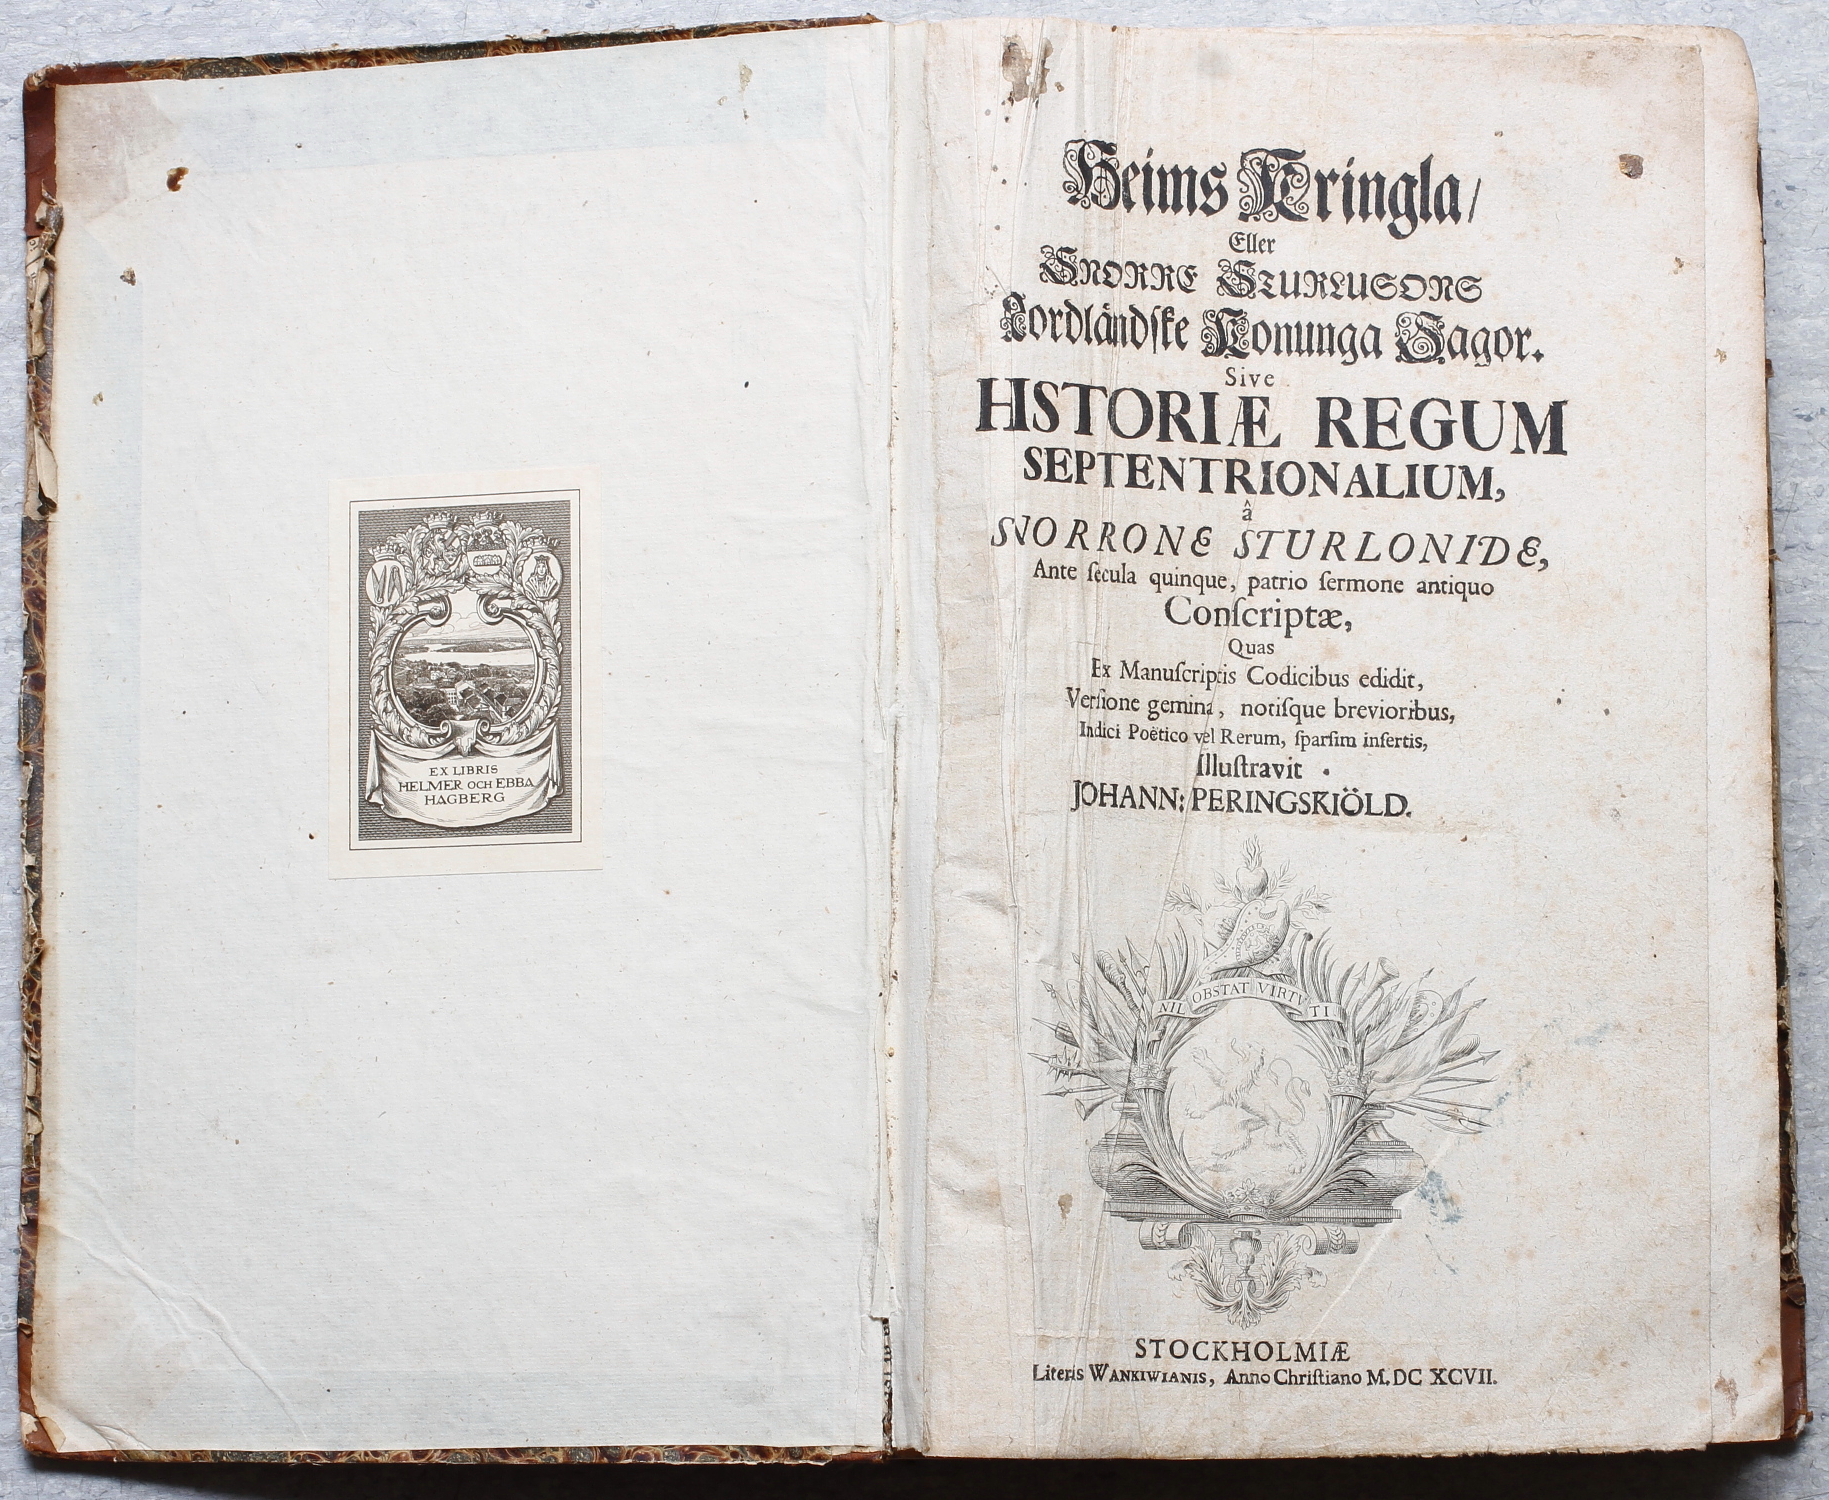 EX LIBRIS
HELMER OCH EBBA
HAGBERG
Heims Kringla/
Eller
SNORRE STURLUSONS
Nordländſke Konunga Sagor.
Sive
HISTORIÆ REGUM
SEPTENTRIONALIUM,
â
SNORRONE STURLONIDE,
Ante ſecula quinque, patrio ſermone antiquo
Conſcriptæ,
Quas
Ex Manuſcriptis Codicibus edidit,
Verſione gemina, notiſque brevioribus,
Indici Poëtico vel Rerum, ſparſim inſertis,
Illuſtravit
JOHANN: PERINGSKIÖLD.
NIL OBSTAT VIRTVTI
STOCKHOLMIÆ
Literis WANKIWIANIS, Anno Chriſtiano M.DC XCVII.